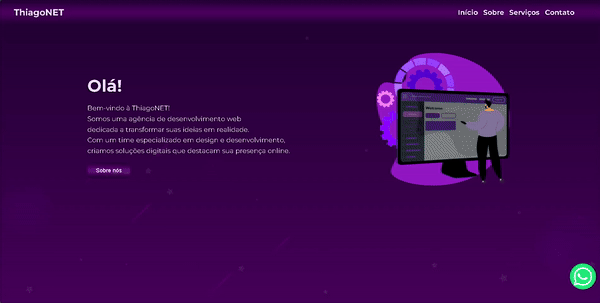 ThiagoNET
Início Sobre Serviços Contato
Olá!
Bem-vindo à ThiagoNET!
Somos uma agência de desenvolvimento web
dedicada a transformar suas ideias em realidade.
Com um time especializado em design e desenvolvimento,
criamos soluções digitais que destacam sua presença online.
Sobre nós
Welcome